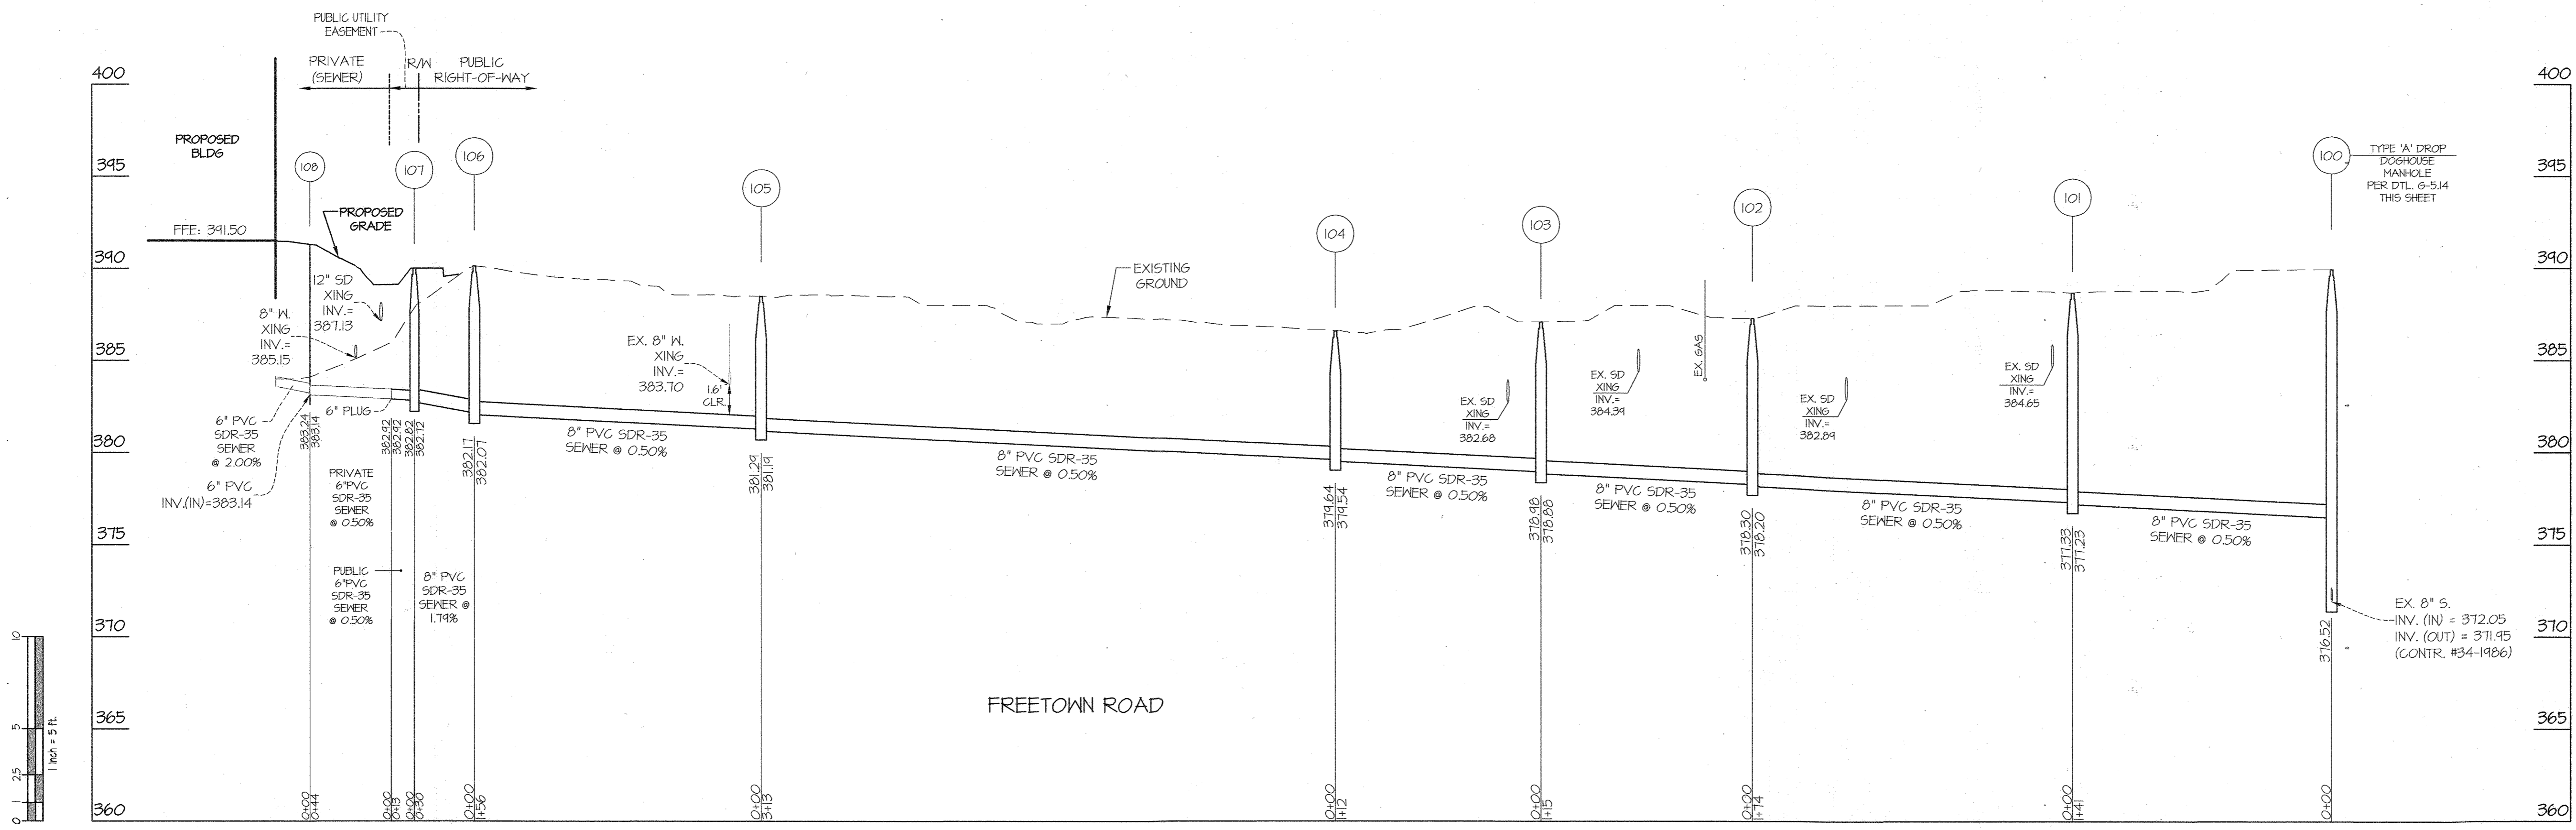 PUBLIC UTILITY
EASEMENT
PRIVATE
(SEWER)
R/W
PUBLIC
RIGHT-OF-WAY
400
395
390
385
380
375
370
365
360
400
395
390
385
380
375
370
365
360
PROPOSED
BLDG
FFE: 391.50
PROPOSED
GRADE
108
107
106
105
104
103
102
101
100
TYPE 'A' DROP
DOGHOUSE
MANHOLE
PER DTL. G-5.14
THIS SHEET
12" SD
XING
INV.=
387.13
8" W.
XING
INV.=
385.15
6" PVC
SDR-35
SEWER
@ 2.00%
6" PVC
INV.(IN)=383.14
6" PLUG
EX. 8" W.
XING
INV.=
383.70
1.6'
CLR.
EXISTING
GROUND
EX. SD
XING
INV.=
382.68
EX. SD
XING
INV.=
384.39
EX. GAS
EX. SD
XING
INV.=
382.89
EX. SD
XING
INV.=
384.65
383.24
383.14
382.92
382.92
382.82
382.72
382.17
382.07
381.29
381.19
379.64
379.54
378.98
378.88
378.30
378.20
377.33
377.23
376.52
PRIVATE
6"PVC
SDR-35
SEWER
@ 0.50%
PUBLIC
6"PVC
SDR-35
SEWER
@ 0.50%
8" PVC
SDR-35
SEWER @
1.79%
8" PVC SDR-35
SEWER @ 0.50%
8" PVC SDR-35
SEWER @ 0.50%
8" PVC SDR-35
SEWER @ 0.50%
8" PVC SDR-35
SEWER @ 0.50%
8" PVC SDR-35
SEWER @ 0.50%
8" PVC SDR-35
SEWER @ 0.50%
EX. 8" S.
INV. (IN) = 372.05
INV. (OUT) = 371.95
(CONTR. #34-1986)
FREETOWN ROAD
0+00
0+44
0+00
0+13
0+00
0+30
0+00
1+56
0+00
3+13
0+00
1+12
0+00
1+15
0+00
1+74
0+00
1+41
0+00
0
1
2.5
5
10
1 inch = 5 ft.